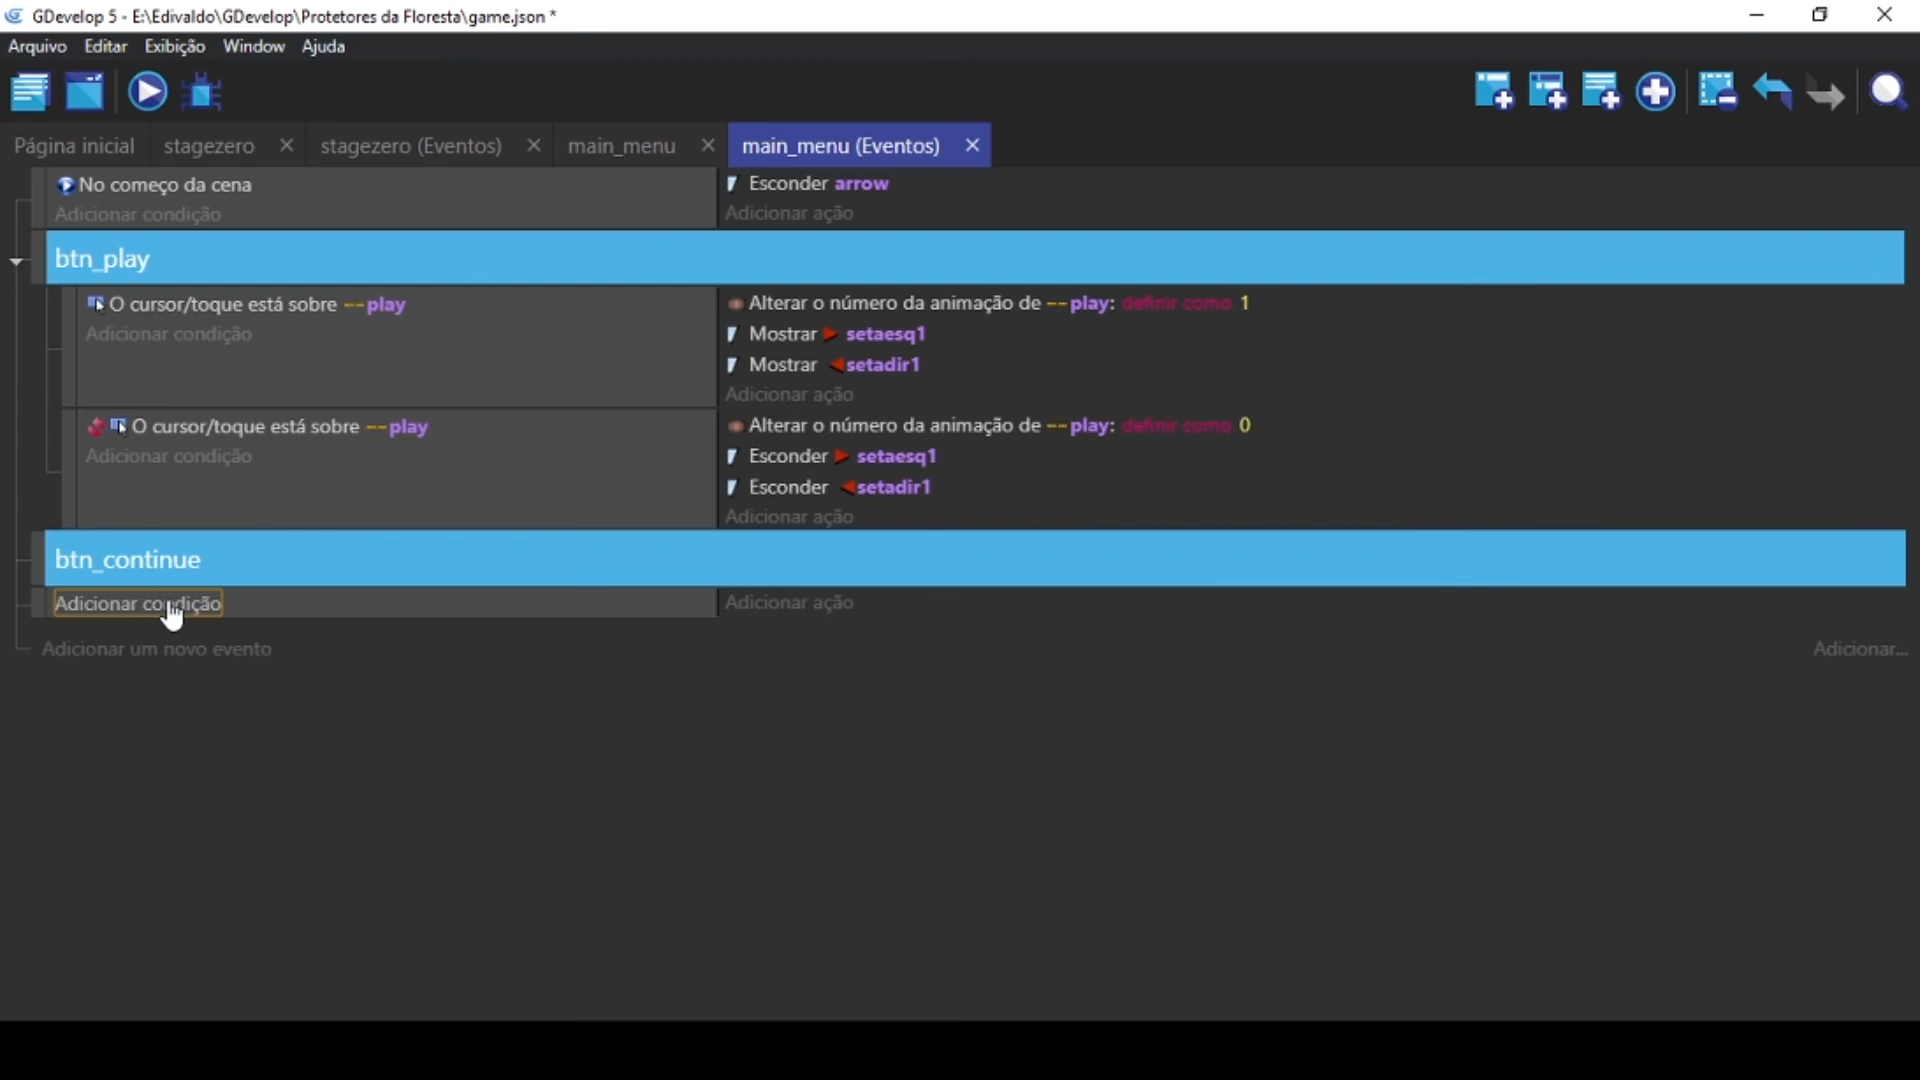 GDevelop 5 - E:\Edivaldo\GDevelop\Protetores da Floresta\game.json *
Arquivo Editar Exibição Window Ajuda
Página inicial stagezero stagezero (Eventos) main_menu main_menu (Eventos)
No começo da cena
Adicionar condição
Esconder arrow
Adicionar ação
btn_play
O cursor/toque está sobre play
Adicionar condição
Alterar o número da animação de play: definir como 1
Mostrar setaesq1
Mostrar setadir1
Adicionar ação
O cursor/toque está sobre play
Adicionar condição
Alterar o número da animação de play: definir como 0
Esconder setaesq1
Esconder setadir1
Adicionar ação
btn_continue
Adicionar condição
Adicionar ação
Adicionar um novo evento
Adicionar...